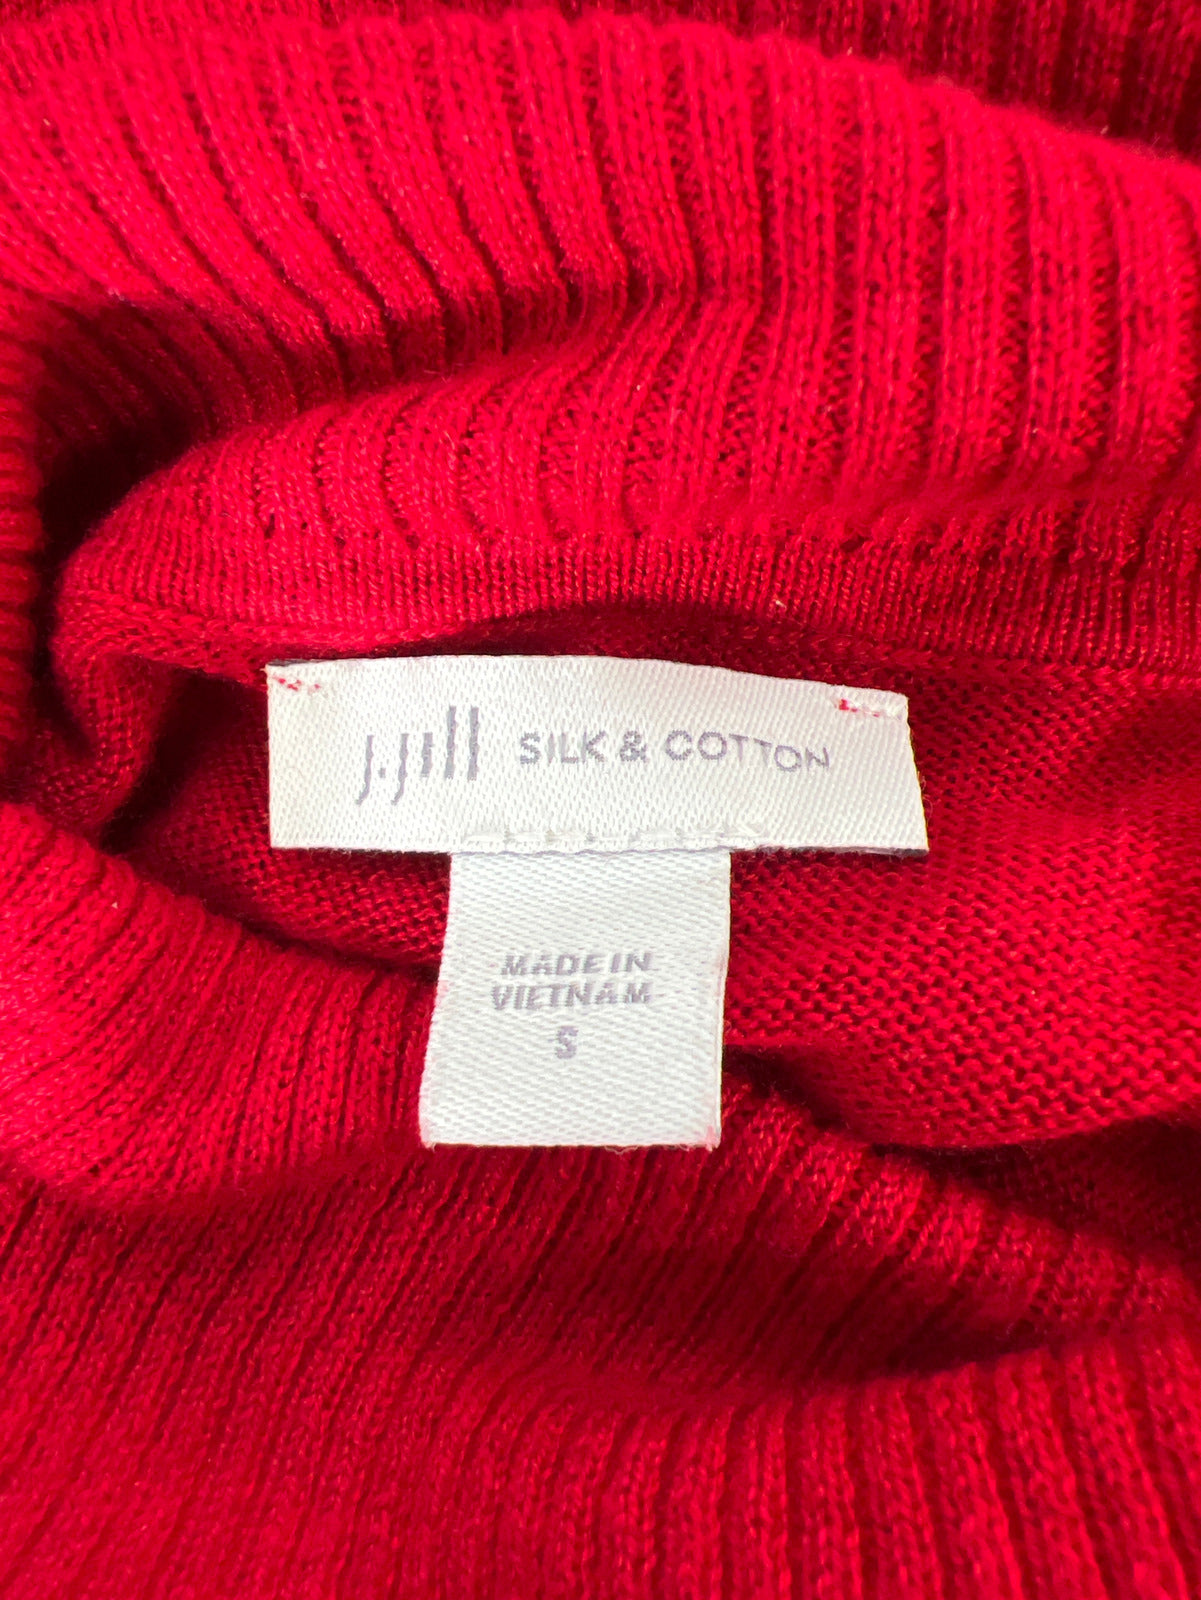 J.Jill SILK & COTTON
MADE IN
VIETNAM
S